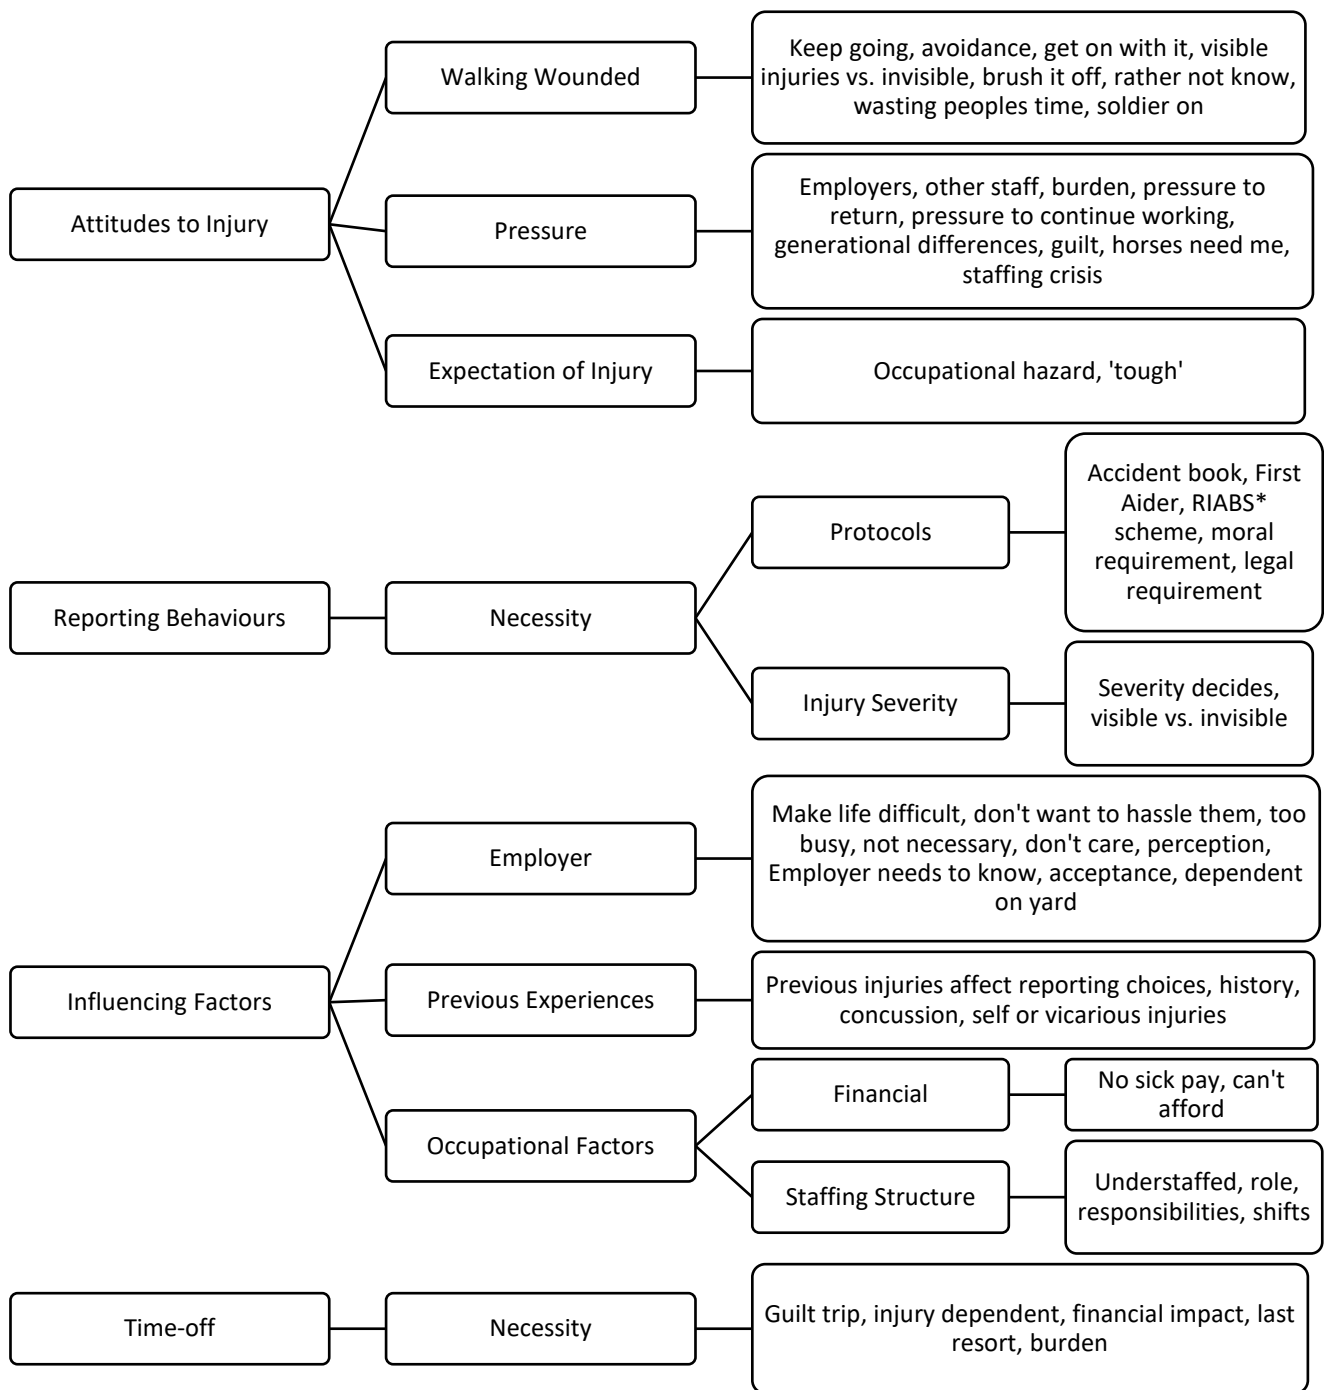 Attitudes to Injury
Walking Wounded
Keep going, avoidance, get on with it, visible
injuries vs. invisible, brush it off, rather not know,
wasting peoples time, soldier on
Pressure
Employers, other staff, burden, pressure to
return, pressure to continue working,
generational differences, guilt, horses need me,
staffing crisis
Expectation of Injury
Occupational hazard, 'tough'
Reporting Behaviours
Necessity
Protocols
Accident book, First
Aider, RIABS*
scheme, moral
requirement, legal
requirement
Injury Severity
Severity decides,
visible vs. invisible
Influencing Factors
Employer
Make life difficult, don't want to hassle them, too
busy, not necessary, don't care, perception,
Employer needs to know, acceptance, dependent
on yard
Previous Experiences
Previous injuries affect reporting choices, history,
concussion, self or vicarious injuries
Occupational Factors
Financial
No sick pay, can't
afford
Staffing Structure
Understaffed, role,
responsibilities, shifts
Time-off
Necessity
Guilt trip, injury dependent, financial impact, last
resort, burden